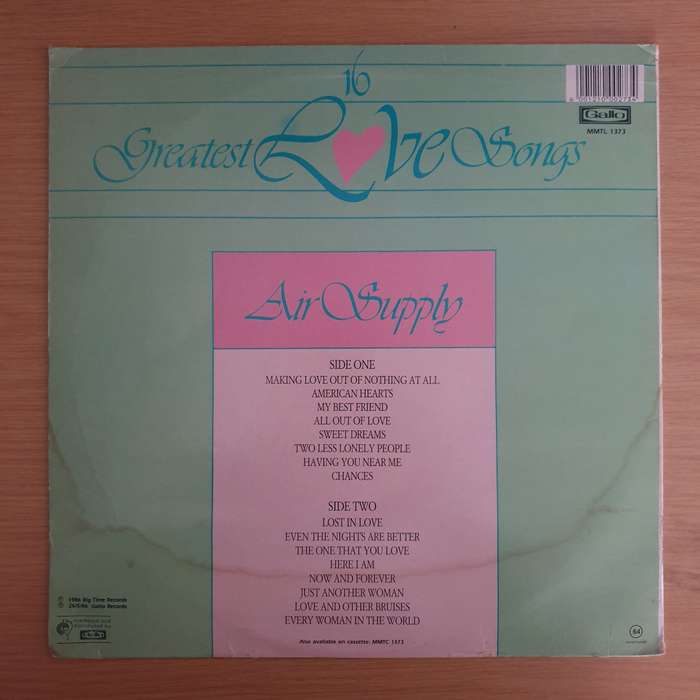 16
Greatest Love Songs
Gallo
MMTL 1373
Air Supply
SIDE ONE
MAKING LOVE OUT OF NOTHING AT ALL
AMERICAN HEARTS
MY BEST FRIEND
ALL OUT OF LOVE
SWEET DREAMS
TWO LESS LONELY PEOPLE
HAVING YOU NEAR ME
CHANCES
SIDE TWO
LOST IN LOVE
EVEN THE NIGHTS ARE BETTER
THE ONE THAT YOU LOVE
HERE I AM
NOW AND FOREVER
JUST ANOTHER WOMAN
LOVE AND OTHER BRUISES
EVERY WOMAN IN THE WORLD
Also available on cassette: MMTC 1373
℗ 1986 Big Time Records
Gallo Records
distributed by
Gallo
64